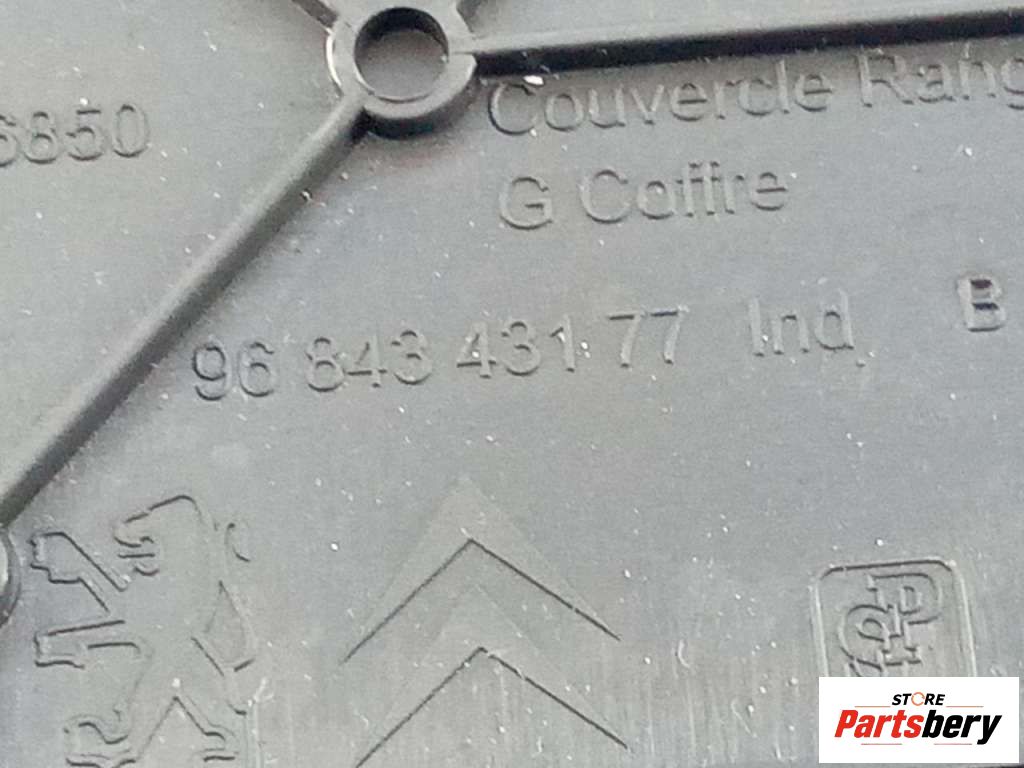 6850
Couvercle Rang
G Coffre
96 843 431 77 Ind B
STORE
Partsbery